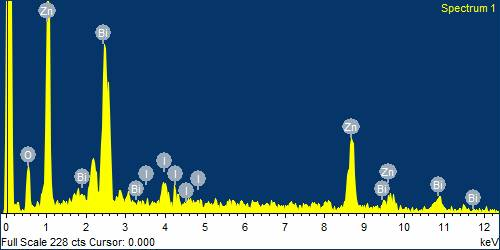 Spectrum 1
Zn
Bi
O
Bi
Bi
I
I
I
I
I
Zn
Bi
Zn
Bi
Bi
0 1 2 3 4 5 6 7 8 9 10 11 12
Full Scale 228 cts Cursor: 0.000 keV